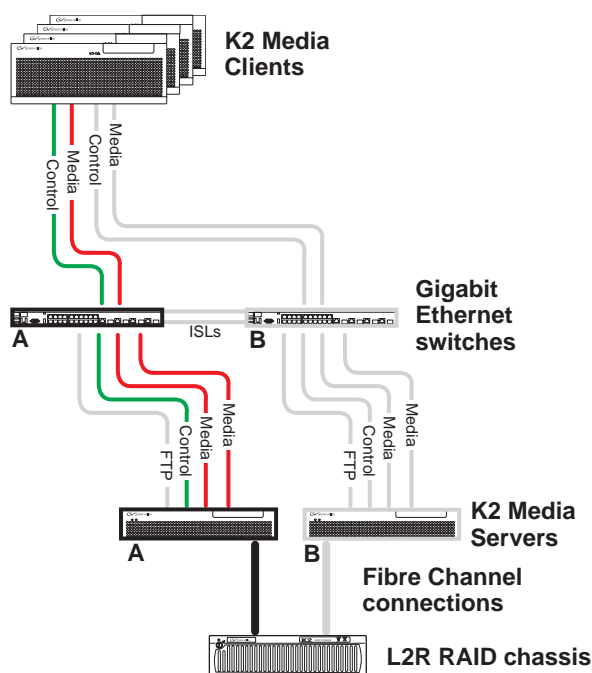 K2 Media
Clients
Control
Media
Control
Media
Gigabit
Ethernet
switches
A
ISLs
B
FTP
Control
Media
Media
FTP
Control
Media
Media
K2 Media
Servers
A
B
Fibre Channel
connections
K2
L2R RAID chassis